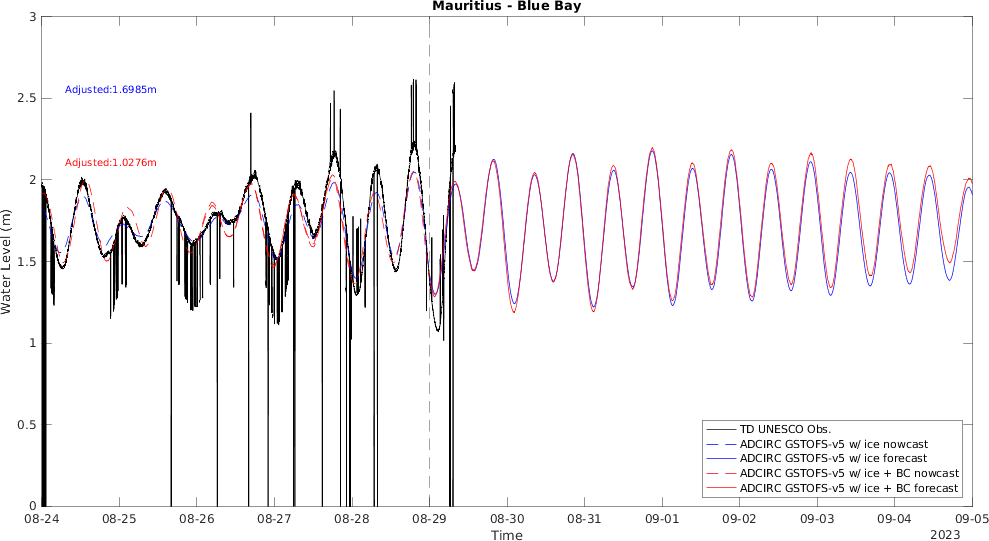 Mauritius - Blue Bay
3
2.5
2
1.5
1
0.5
0
Water Level (m)
Adjusted:1.6985m
Adjusted:1.0276m
TD UNESCO Obs.
ADCIRC GSTOFS-v5 w/ ice nowcast
ADCIRC GSTOFS-v5 w/ ice forecast
ADCIRC GSTOFS-v5 w/ ice + BC nowcast
ADCIRC GSTOFS-v5 w/ ice + BC forecast
08-24 08-25 08-26 08-27 08-28 08-29 08-30 08-31 09-01 09-02 09-03 09-04 09-05
Time
2023